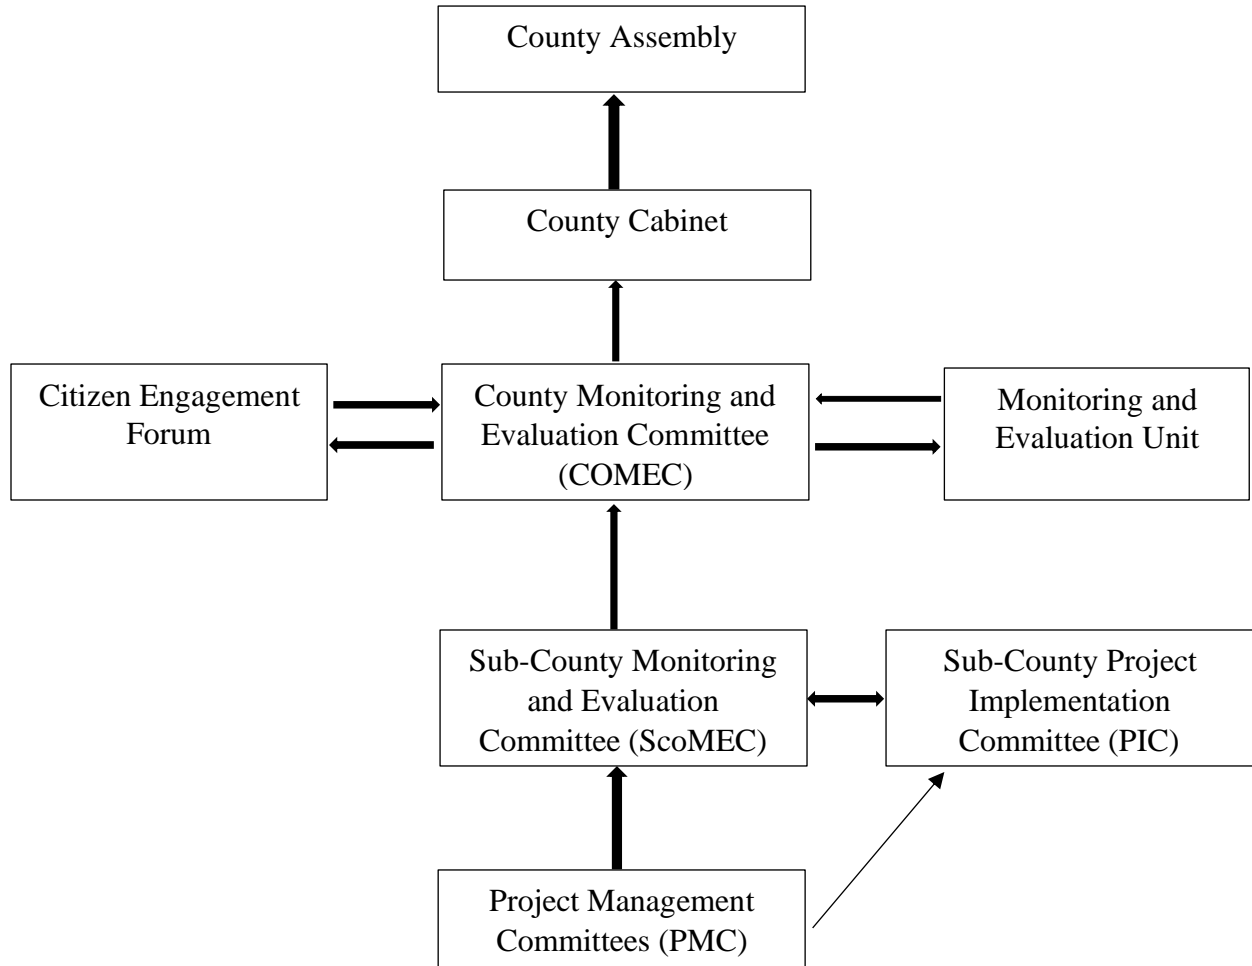 County Assembly
County Cabinet
Citizen Engagement
Forum
County Monitoring and
Evaluation Committee
(COMEC)
Monitoring and
Evaluation Unit
Sub-County Monitoring
and Evaluation
Committee (ScoMEC)
Sub-County Project
Implementation
Committee (PIC)
Project Management
Committees (PMC)